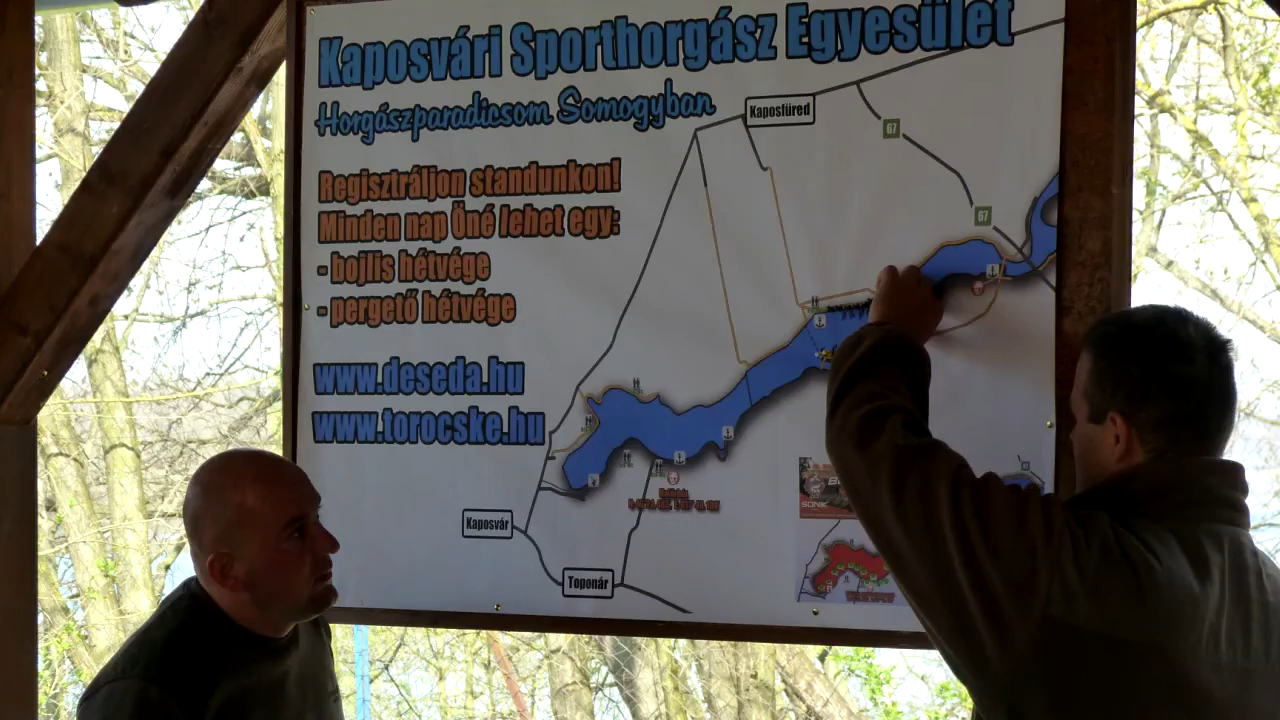 Kaposvári Sporthorgász Egyesület
Horgászparadicsom Somogyban
Kaposfüred
67
Regisztráljon standunkon!
Minden nap Öné lehet egy:
- bojlis hétvége
67
- pergető hétvége
www.deseda.hu
www.torocske.hu
Kaposvár
Toponár
SONIK